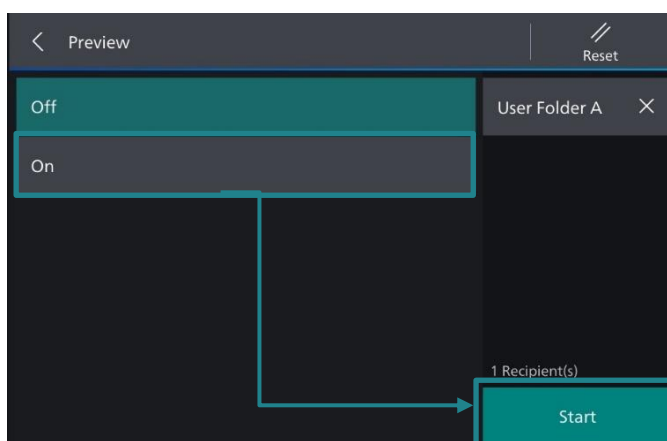 Preview
Reset
Off
On
User Folder A
1 Recipient(s)
Start